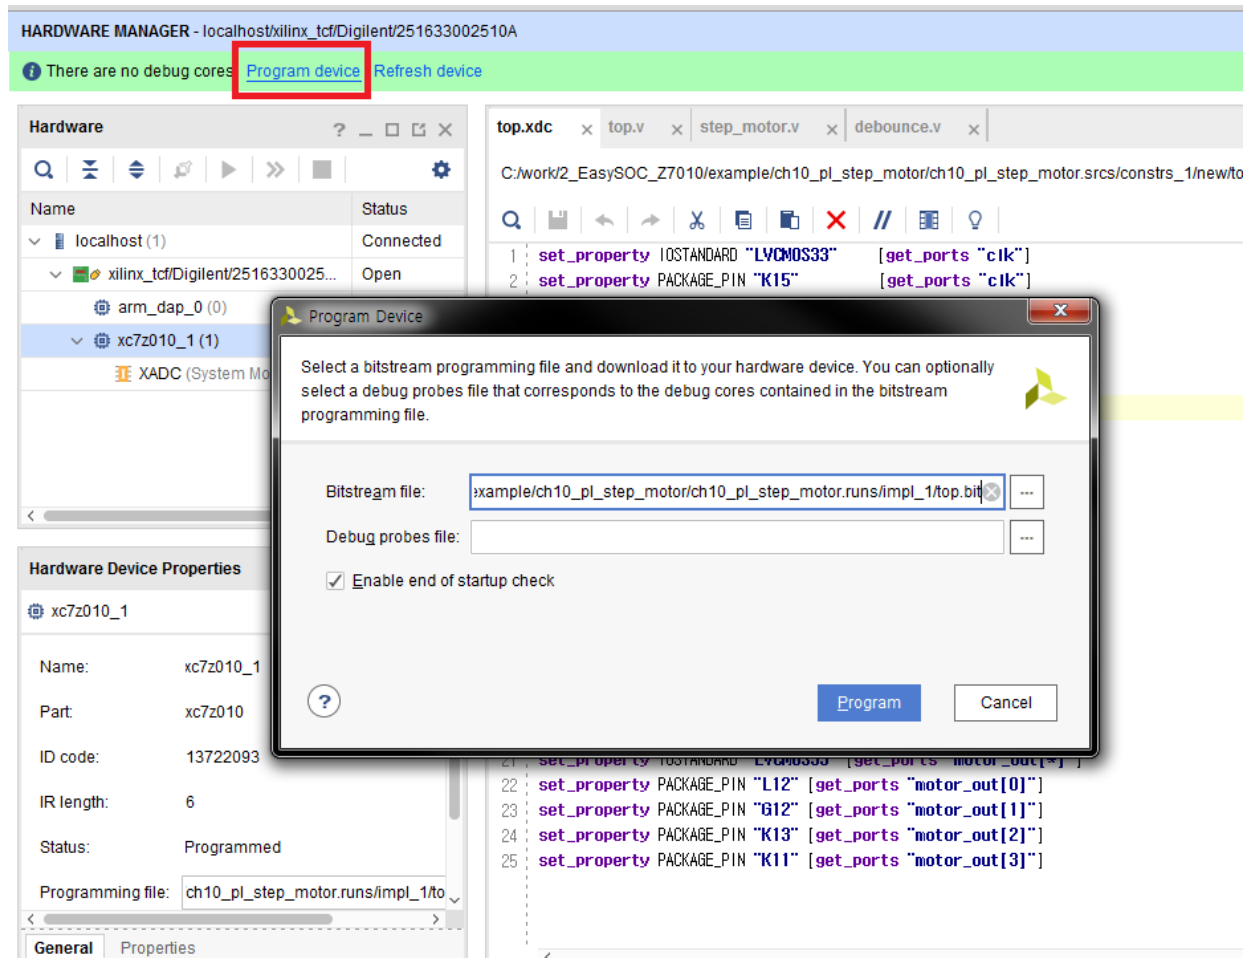 HARDWARE MANAGER - localhost/xilinx_tcf/Digilent/251633002510A
There are no debug cores. Program device Refresh device
Hardware
Name Status
localhost (1) Connected
xilinx_tcf/Digilent/2516330025... Open
arm_dap_0 (0)
xc7z010_1 (1)
XADC (System Mo
Hardware Device Properties
xc7z010_1
Name: xc7z010_1
Part: xc7z010
ID code: 13722093
IR length: 6
Status: Programmed
Programming file: ch10_pl_step_motor.runs/impl_1/to
General Properties
top.xdc top.v step_motor.v debounce.v
C:/work/2_EasySOC_Z7010/example/ch10_pl_step_motor/ch10_pl_step_motor.srcs/constrs_1/new/to
1 set_property IOSTANDARD "LVCMOS33" [get_ports "clk"]
2 set_property PACKAGE_PIN "K15" [get_ports "clk"]
Program Device
Select a bitstream programming file and download it to your hardware device. You can optionally
select a debug probes file that corresponds to the debug cores contained in the bitstream
programming file.
Bitstream file: example/ch10_pl_step_motor/ch10_pl_step_motor.runs/impl_1/top.bit
Debug probes file:
Enable end of startup check
? Program Cancel
21 set_property IOSTANDARD "LVCMOS33" [get_ports "motor_out[*]"]
22 set_property PACKAGE_PIN "L12" [get_ports "motor_out[0]"]
23 set_property PACKAGE_PIN "G12" [get_ports "motor_out[1]"]
24 set_property PACKAGE_PIN "K13" [get_ports "motor_out[2]"]
25 set_property PACKAGE_PIN "K11" [get_ports "motor_out[3]"]